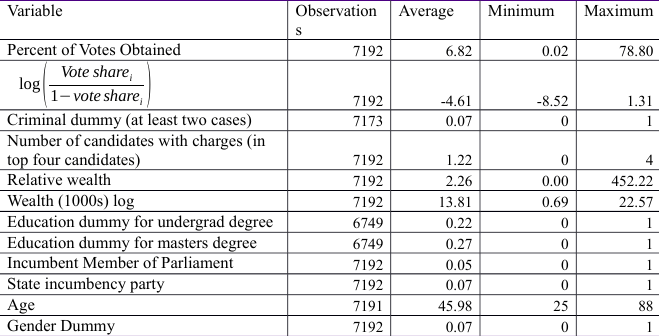 Variable Observation s Average Minimum Maximum
Percent of Votes Obtained 7192 6.82 0.02 78.80
log(Vote shareᵢ / 1−vote shareᵢ) 7192 -4.61 -8.52 1.31
Criminal dummy (at least two cases) 7173 0.07 0 1
Number of candidates with charges (in
top four candidates) 7192 1.22 0 4
Relative wealth 7192 2.26 0.00 452.22
Wealth (1000s) log 7192 13.81 0.69 22.57
Education dummy for undergrad degree 6749 0.22 0 1
Education dummy for masters degree 6749 0.27 0 1
Incumbent Member of Parliament 7192 0.05 0 1
State incumbency party 7192 0.07 0 1
Age 7191 45.98 25 88
Gender Dummy 7192 0.07 0 1